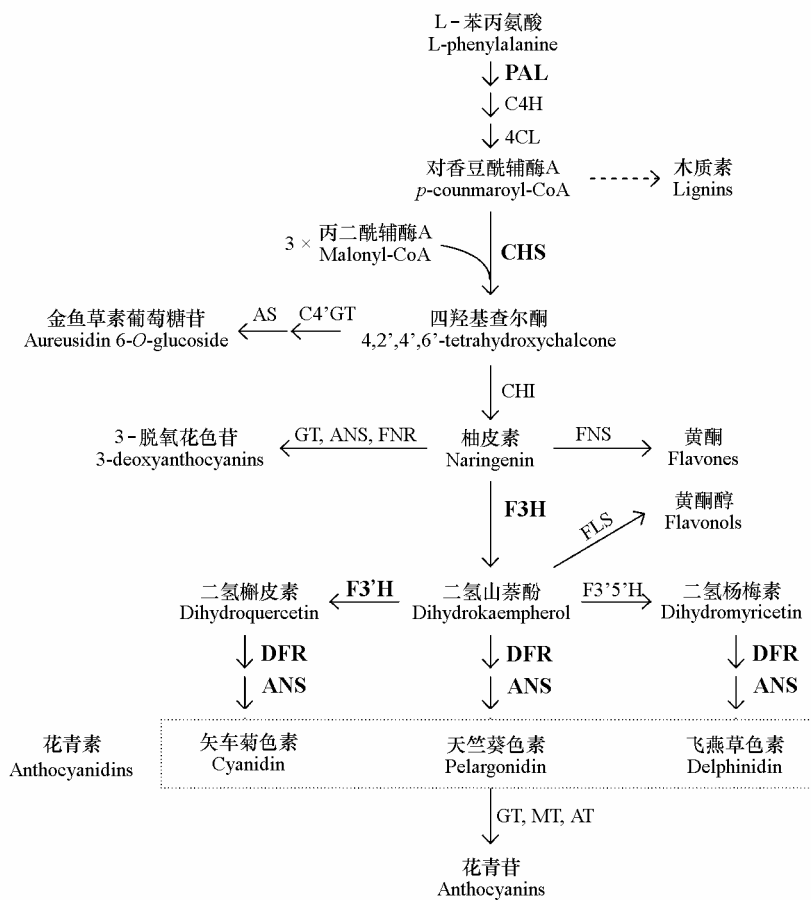 L-苯丙氨酸
L-phenylalanine
PAL
C4H
4CL
对香豆酰辅酶A
p-counmaroyl-CoA
木质素
Lignins
3 ×
丙二酰辅酶A
Malonyl-CoA
CHS
金鱼草素葡萄糖苷
Aureusidin 6-O-glucoside
AS
C4’GT
四羟基查尔酮
4,2’,4’,6’-tetrahydroxychalcone
CHI
3-脱氧花色苷
3-deoxyanthocyanins
GT, ANS, FNR
柚皮素
Naringenin
FNS
黄酮
Flavones
F3H
FLS
黄酮醇
Flavonols
二氢槲皮素
Dihydroquercetin
F3’H
二氢山萘酚
Dihydrokaempherol
F3’5’H
二氢杨梅素
Dihydromyricetin
DFR
DFR
DFR
ANS
ANS
ANS
花青素
Anthocyanidins
矢车菊色素
Cyanidin
天竺葵色素
Pelargonidin
飞燕草色素
Delphinidin
GT, MT, AT
花青苷
Anthocyanins